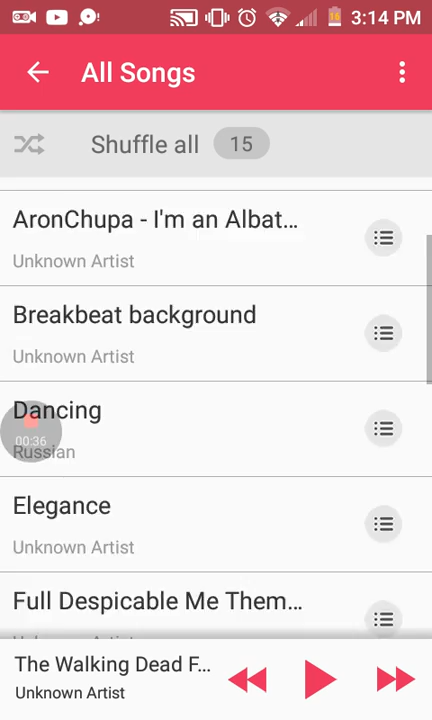 3:14 PM
All Songs
Shuffle all 15
AronChupa - I'm an Albat...
Unknown Artist
Breakbeat background
Unknown Artist
Dancing
00:36
Russian
Elegance
Unknown Artist
Full Despicable Me Them...
The Walking Dead F...
Unknown Artist